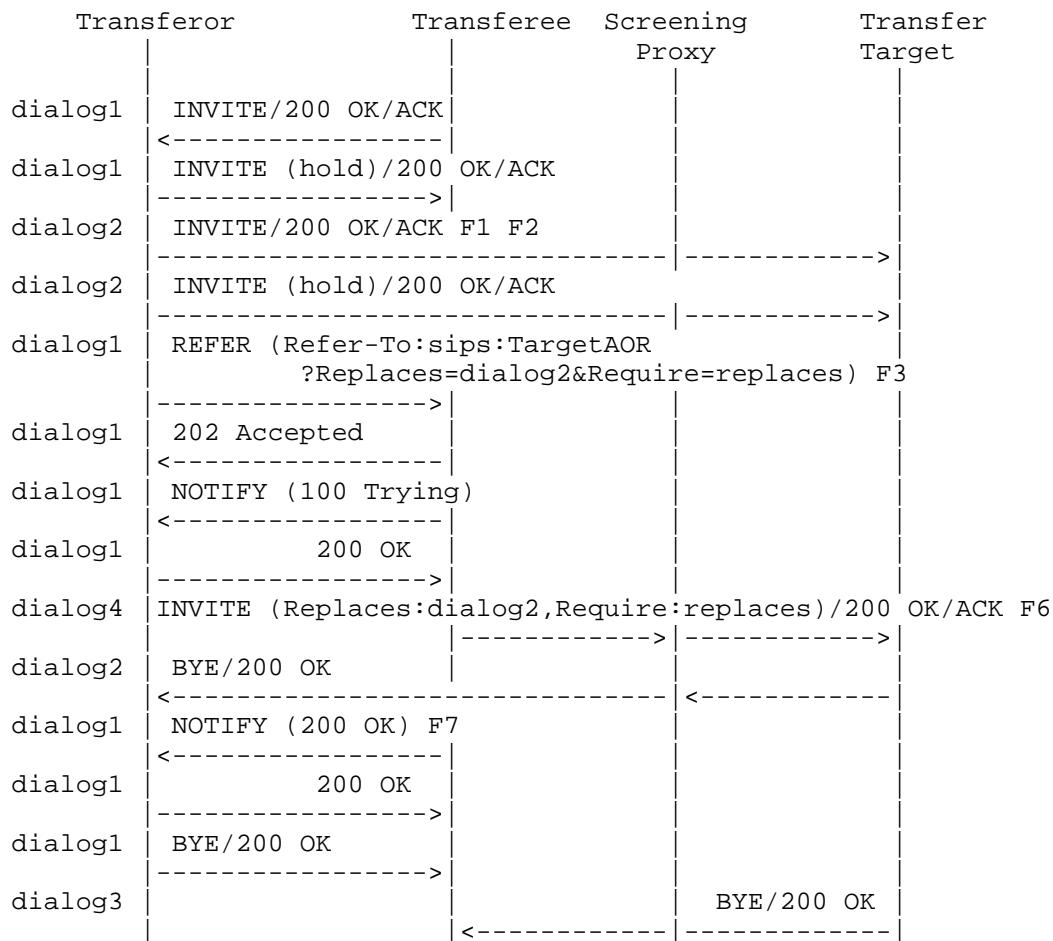 Transferor Transferee Screening Transfer
Proxy Target
dialog1 INVITE/200 OK/ACK
dialog1 INVITE (hold)/200 OK/ACK
dialog2 INVITE/200 OK/ACK F1 F2
dialog2 INVITE (hold)/200 OK/ACK
dialog1 REFER (Refer-To:sips:TargetAOR
?Replaces=dialog2&Require=replaces) F3
dialog1 202 Accepted
dialog1 NOTIFY (100 Trying)
dialog1 200 OK
dialog4 INVITE (Replaces:dialog2,Require:replaces)/200 OK/ACK F6
dialog2 BYE/200 OK
dialog1 NOTIFY (200 OK) F7
dialog1 200 OK
dialog1 BYE/200 OK
dialog3 BYE/200 OK